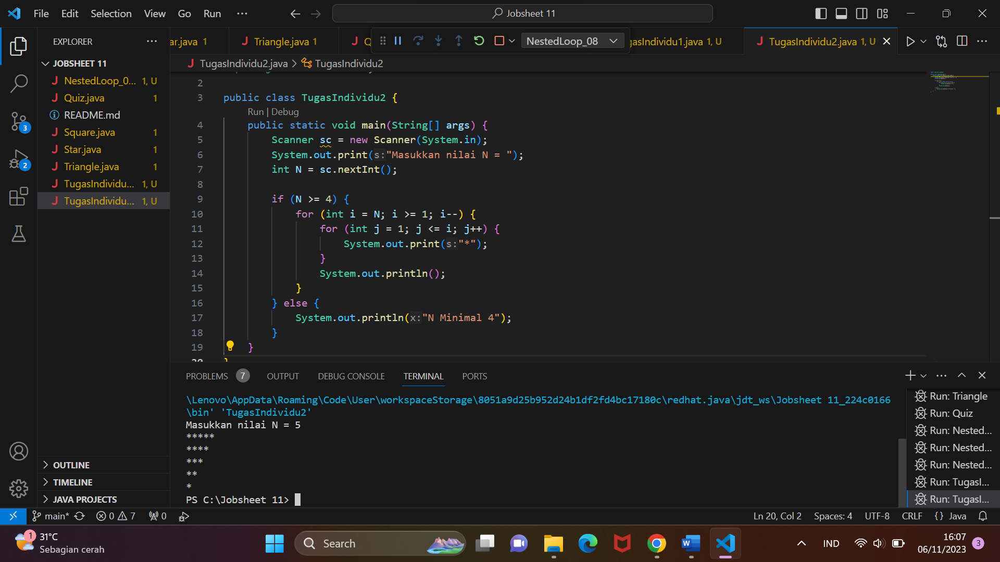 File Edit Selection View Go Run ··· Jobsheet 11
EXPLORER ···
ar.java 1 Triangle.java 1 Q NestedLoop_08 gasIndividu1.java 1, U TugasIndividu2.java 1, U
JOBSHEET 11
NestedLoop_0... 1, U
Quiz.java 1
README.md
Square.java 1
Star.java 1
Triangle.java 1
TugasIndividu... 1, U
TugasIndividu... 1, U
3
2
OUTLINE
TIMELINE
JAVA PROJECTS
TugasIndividu2.java > TugasIndividu2
2
3 public class TugasIndividu2 {
Run | Debug
4 public static void main(String[] args) {
5 Scanner sc = new Scanner(System.in);
6 System.out.print(s:"Masukkan nilai N = ");
7 int N = sc.nextInt();
8
9 if (N >= 4) {
10 for (int i = N; i >= 1; i--) {
11 for (int j = 1; j <= i; j++) {
12 System.out.print(s:"*");
13 }
14 System.out.println();
15 }
16 } else {
17 System.out.println(x:"N Minimal 4");
18 }
19 }
20 }
PROBLEMS 7 OUTPUT DEBUG CONSOLE TERMINAL PORTS
\Lenovo\AppData\Roaming\Code\User\workspaceStorage\8051a9d25b952d24b1df2fd4bc17180c\redhat.java\jdt_ws\Jobsheet 11_224c0166
\bin' 'TugasIndividu2'
Masukkan nilai N = 5
*****
****
***
**
*
PS C:\Jobsheet 11>
Run: Triangle
Run: Quiz
Run: Nested...
Run: Nested...
Run: Nested...
Run: TugasI...
Run: TugasI...
main* 0 7 0 Ln 20, Col 2 Spaces: 4 UTF-8 CRLF {} Java
1 31°C
Sebagian cerah
Search
IND
16:07
06/11/2023
3